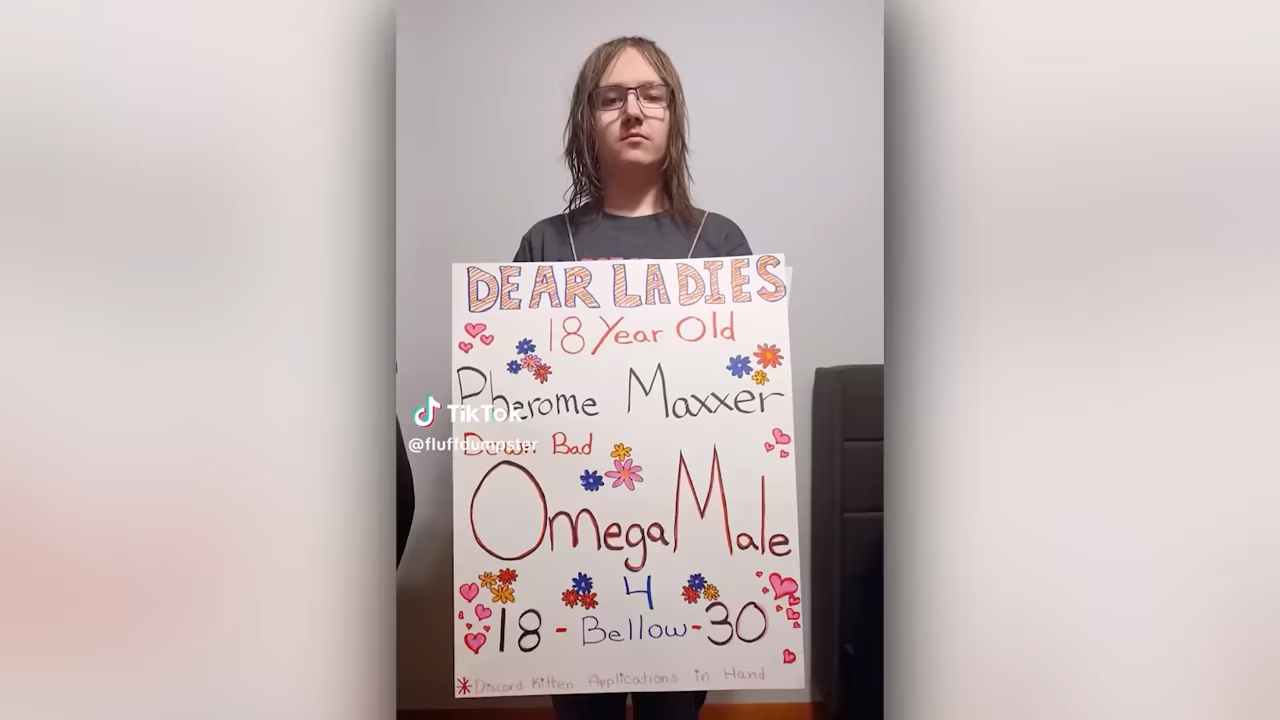 DEAR LADIES
18 Year Old
Pherome Maxxer
TikTok
@fluffdumpster
Down Bad
Omega Male
4
18 - Bellow - 30
*Discord Kitten Applications in Hand